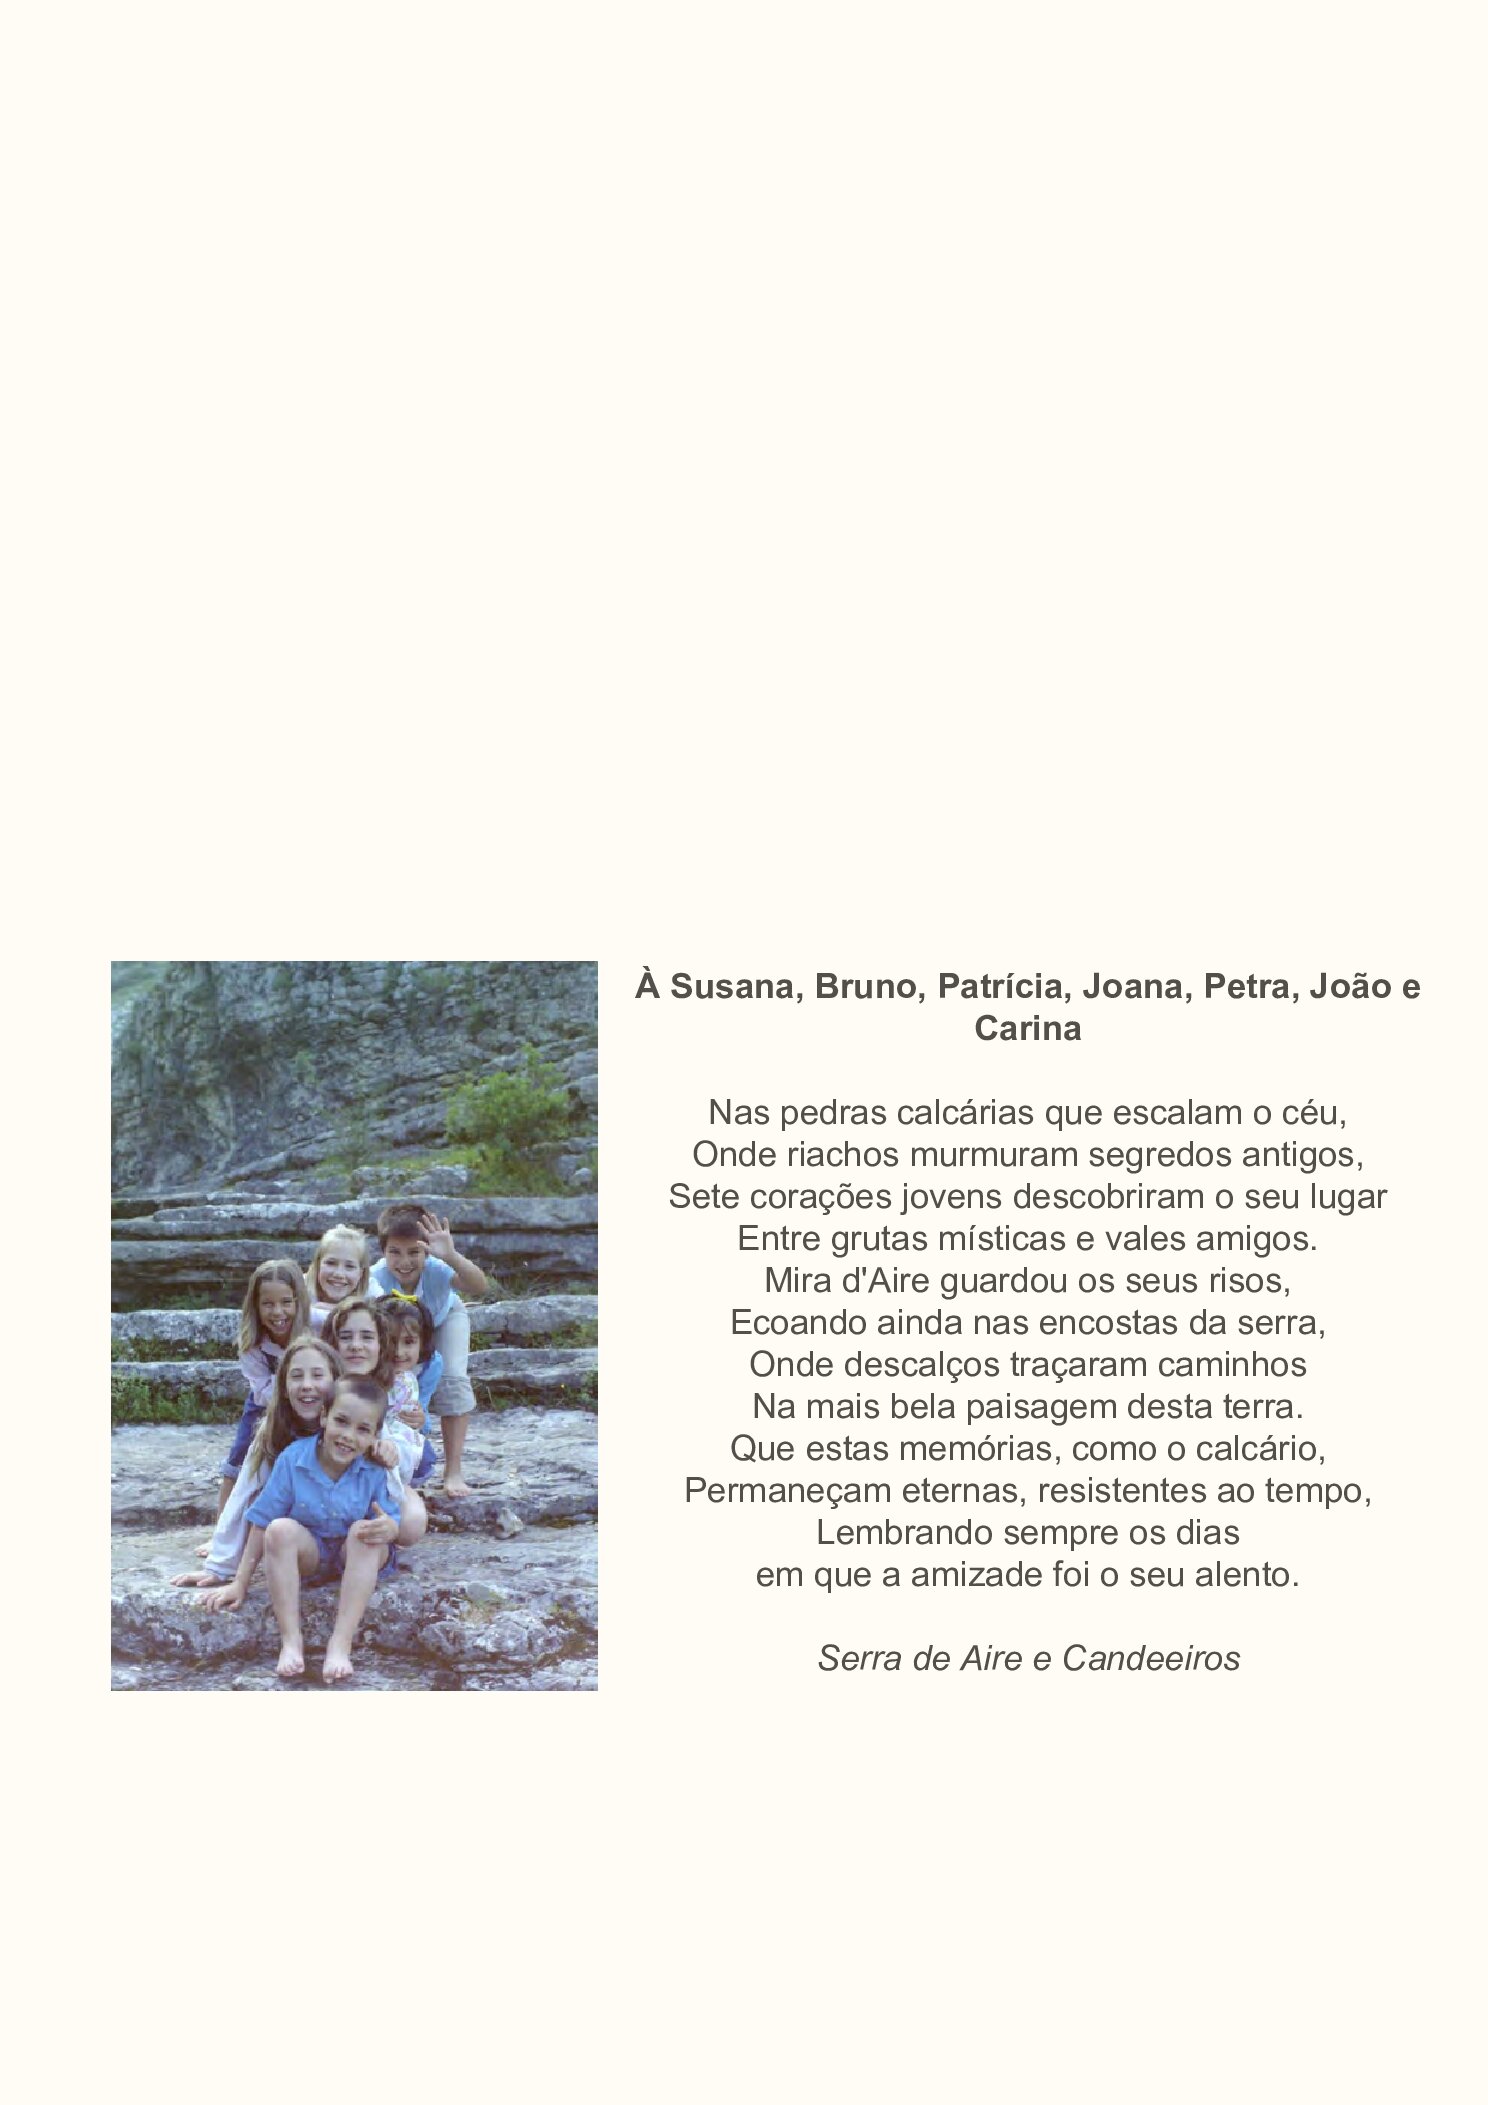 À Susana, Bruno, Patrícia, Joana, Petra, João e
Carina
Nas pedras calcárias que escalam o céu,
Onde riachos murmuram segredos antigos,
Sete corações jovens descobriram o seu lugar
Entre grutas místicas e vales amigos.
Mira d'Aire guardou os seus risos,
Ecoando ainda nas encostas da serra,
Onde descalços traçaram caminhos
Na mais bela paisagem desta terra.
Que estas memórias, como o calcário,
Permaneçam eternas, resistentes ao tempo,
Lembrando sempre os dias
em que a amizade foi o seu alento.
Serra de Aire e Candeeiros